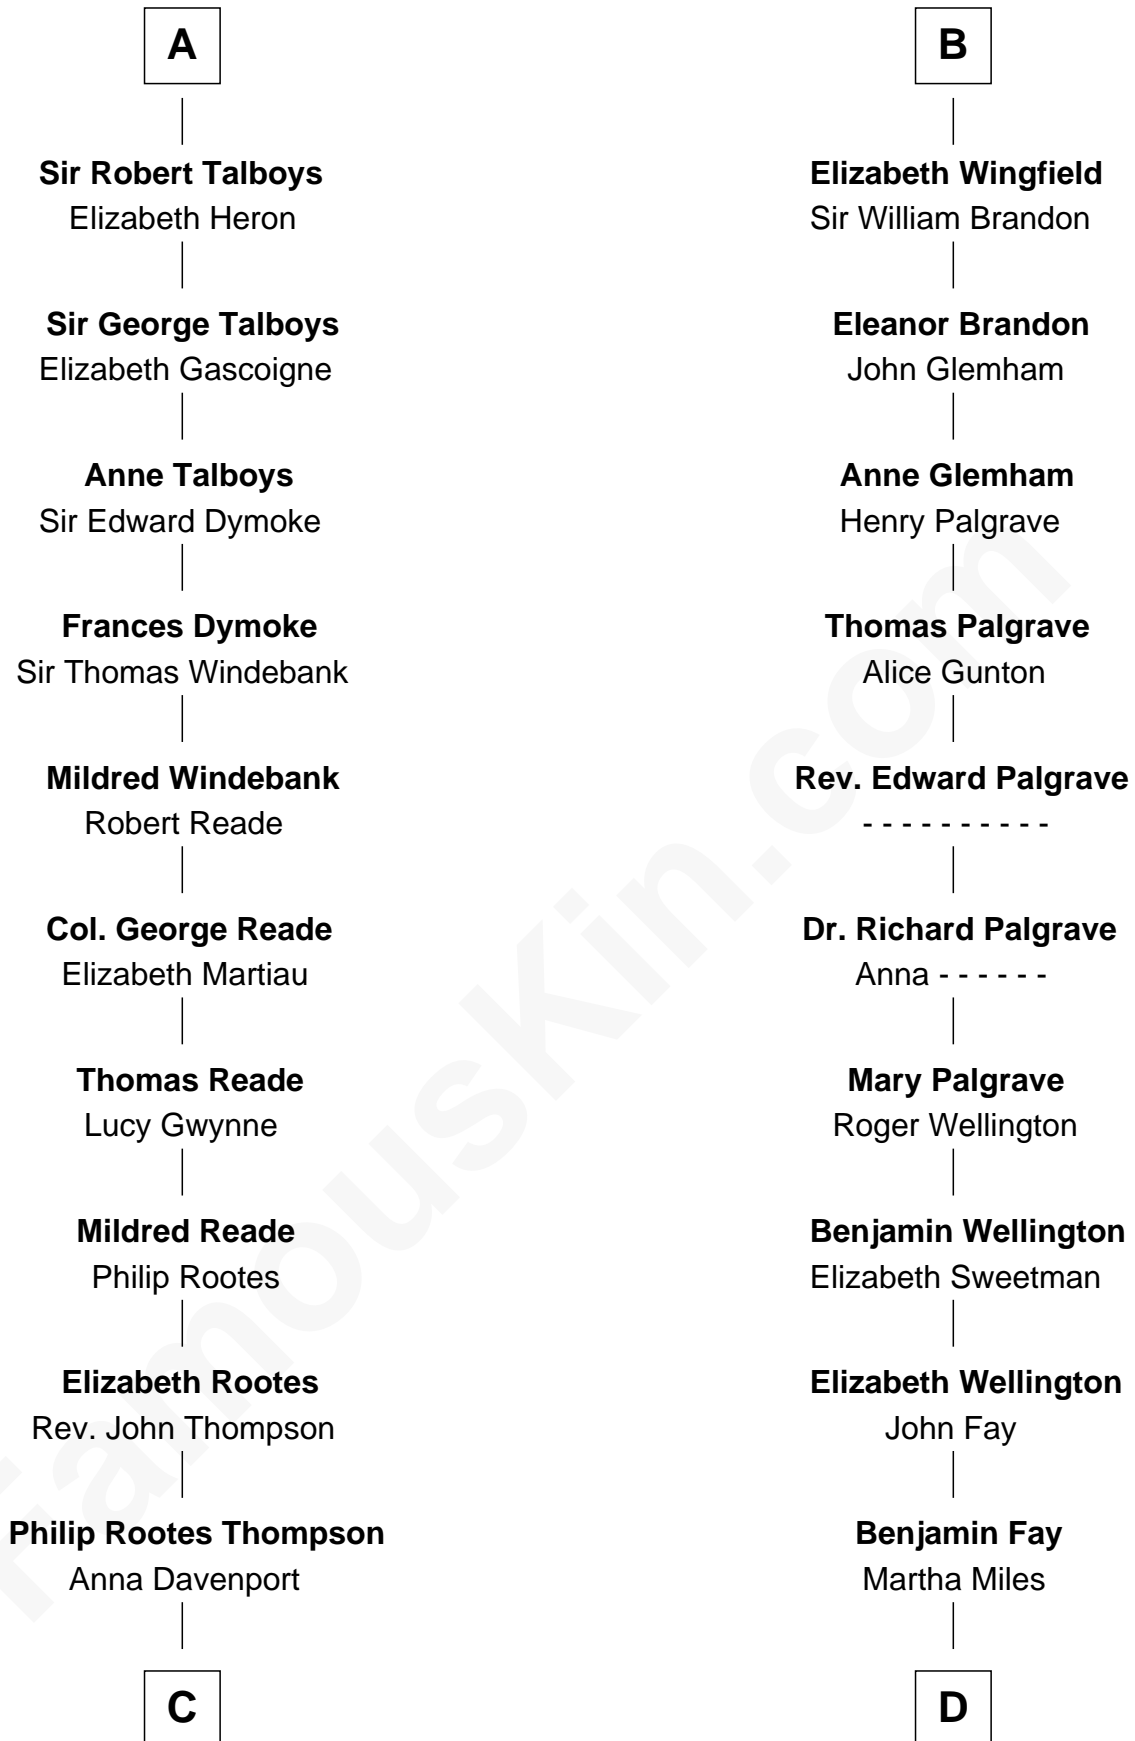 A
Sir Robert Talboys
Elizabeth Heron
Sir George Talboys
Elizabeth Gascoigne
Anne Talboys
Sir Edward Dymoke
Frances Dymoke
Sir Thomas Windebank
Mildred Windebank
Robert Reade
Col. George Reade
Elizabeth Martiau
Thomas Reade
Lucy Gwynne
Mildred Reade
Philip Rootes
Elizabeth Rootes
Rev. John Thompson
Philip Rootes Thompson
Anna Davenport
C
B
Elizabeth Wingfield
Sir William Brandon
Eleanor Brandon
John Glemham
Anne Glemham
Henry Palgrave
Thomas Palgrave
Alice Gunton
Rev. Edward Palgrave
- - - - - - - - - -
Dr. Richard Palgrave
Anna - - - - - -
Mary Palgrave
Roger Wellington
Benjamin Wellington
Elizabeth Sweetman
Elizabeth Wellington
John Fay
Benjamin Fay
Martha Miles
D
FamousKin.com